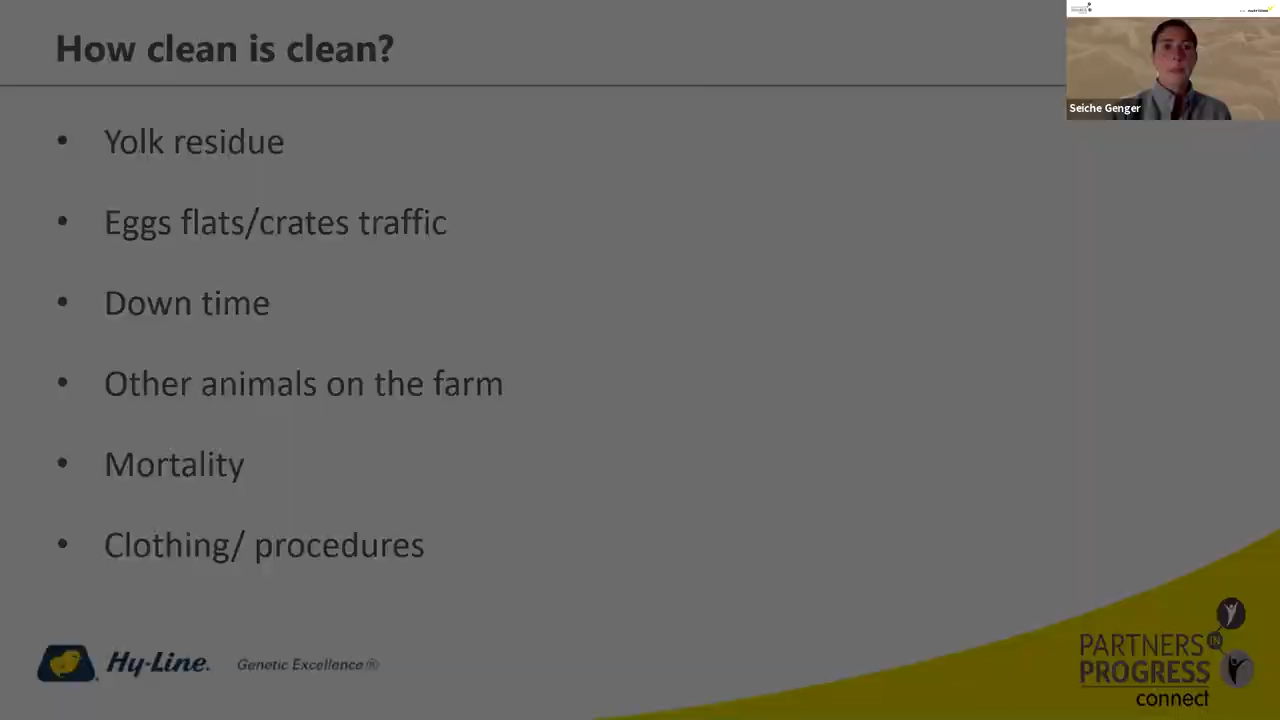 How clean is clean?
Seiche Genger
• Yolk residue
• Eggs flats/crates traffic
• Down time
• Other animals on the farm
• Mortality
• Clothing/ procedures
Hy-Line.
Genetic Excellence®
PARTNERS
IN
PROGRESS
connect